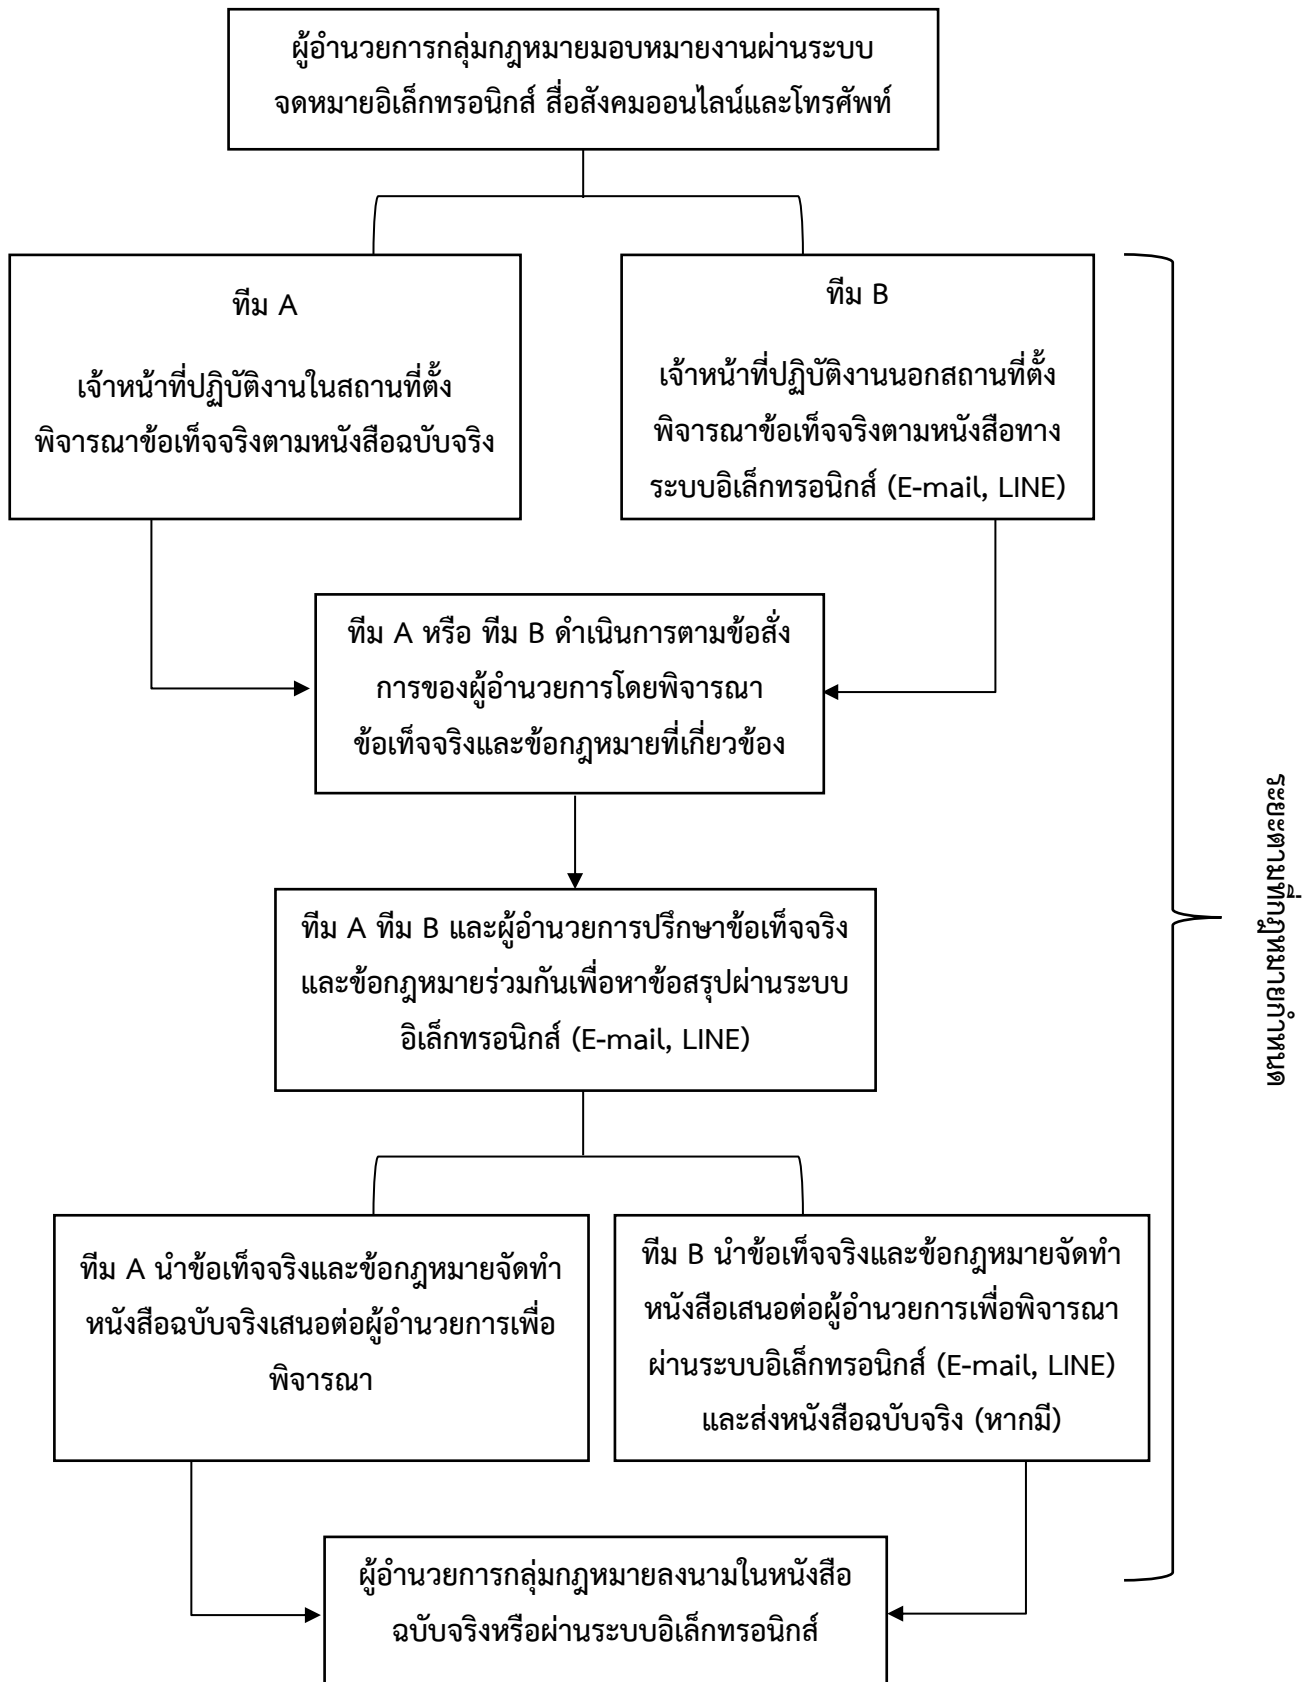 ผู้อำนวยการกลุ่มกฎหมายมอบหมายงานผ่านระบบ
จดหมายอิเล็กทรอนิกส์ สื่อสังคมออนไลน์และโทรศัพท์
ทีม A
เจ้าหน้าที่ปฏิบัติงานในสถานที่ตั้ง
พิจารณาข้อเท็จจริงตามหนังสือฉบับจริง
ทีม B
เจ้าหน้าที่ปฏิบัติงานนอกสถานที่ตั้ง
พิจารณาข้อเท็จจริงตามหนังสือทาง
ระบบอิเล็กทรอนิกส์ (E-mail, LINE)
ทีม A หรือ ทีม B ดำเนินการตามข้อสั่ง
การของผู้อำนวยการโดยพิจารณา
ข้อเท็จจริงและข้อกฎหมายที่เกี่ยวข้อง
ทีม A ทีม B และผู้อำนวยการปรึกษาข้อเท็จจริง
และข้อกฎหมายร่วมกันเพื่อหาข้อสรุปผ่านระบบ
อิเล็กทรอนิกส์ (E-mail, LINE)
ทีม A นำข้อเท็จจริงและข้อกฎหมายจัดทำ
หนังสือฉบับจริงเสนอต่อผู้อำนวยการเพื่อ
พิจารณา
ทีม B นำข้อเท็จจริงและข้อกฎหมายจัดทำ
หนังสือเสนอต่อผู้อำนวยการเพื่อพิจารณา
ผ่านระบบอิเล็กทรอนิกส์ (E-mail, LINE)
และส่งหนังสือฉบับจริง (หากมี)
ผู้อำนวยการกลุ่มกฎหมายลงนามในหนังสือ
ฉบับจริงหรือผ่านระบบอิเล็กทรอนิกส์
ระยะตามที่กฎหมายกำหนด